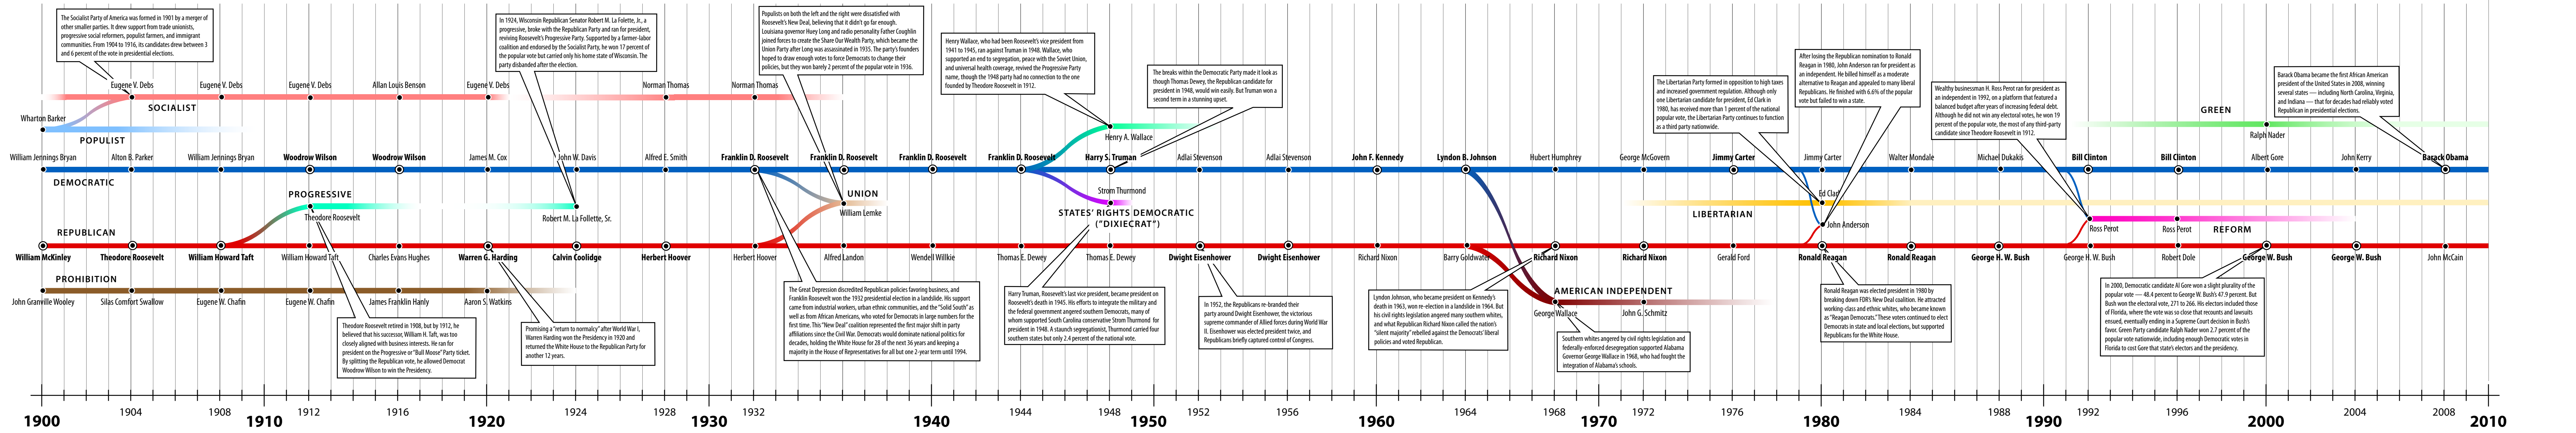 The Socialist Party of America was formed in 1901 by a merger of
other smaller parties. It drew support from trade unionists,
progressive social reformers, populist farmers, and immigrant
communities. From 1904 to 1916, its candidates drew between 3
and 6 percent of the vote in presidential elections.
In 1924, Wisconsin Republican Senator Robert M. La Follette, Jr., a
progressive, broke with the Republican Party and ran for president,
reviving Roosevelt's Progressive Party. Supported by a farmer-labor
coalition and endorsed by the Socialist Party, he won 17 percent of
the popular vote but carried only his home state of Wisconsin. The
party disbanded after the election.
Populists on both the left and the right were dissatisfied with
Roosevelt's New Deal, believing that it didn't go far enough.
Louisiana governor Huey Long and radio personality Father Coughlin
joined forces to create the Share Our Wealth Party, which became the
Union Party after Long was assassinated in 1935. The party's founders
hoped to draw enough votes to force Democrats to change their
policies, but they won barely 2 percent of the popular vote in 1936.
Henry Wallace, who had been Roosevelt's vice president from
1941 to 1945, ran against Truman in 1948. Wallace, who
supported an end to segregation, peace with the Soviet Union,
and universal health coverage, revived the Progressive Party
name, though the 1948 party had no connection to the one
founded by Theodore Roosevelt in 1912.
The breaks within the Democratic Party made it look as
though Thomas Dewey, the Republican candidate for
president in 1948, would win easily. But Truman won a
second term in a stunning upset.
The Libertarian Party formed in opposition to high taxes
and increased government regulation. Although only
one Libertarian candidate for president, Ed Clark in
1980, has received more than 1 percent of the national
popular vote, the Libertarian Party continues to function
as a third party nationwide.
After losing the Republican nomination to Ronald
Reagan in 1980, John Anderson ran for president as
an independent. He billed himself as a moderate
alternative to Reagan and appealed to many liberal
Republicans. He finished with 6.6% of the popular
vote but failed to win a state.
Wealthy businessman H. Ross Perot ran for president as
an independent in 1992, on a platform that featured a
balanced budget after years of increasing federal debt.
Although he did not win any electoral votes, he won 19
percent of the popular vote, the most of any third-party
candidate since Theodore Roosevelt in 1912.
Barack Obama became the first African American
president of the United States in 2008, winning
several states — including North Carolina, Virginia,
and Indiana — that for decades had reliably voted
Republican in presidential elections.
Eugene V. Debs Eugene V. Debs Eugene V. Debs Allan Louis Benson Eugene V. Debs Norman Thomas Norman Thomas
SOCIALIST
GREEN
Wharton Barker
POPULIST
Henry A. Wallace
Ralph Nader
William Jennings Bryan Alton B. Parker William Jennings Bryan Woodrow Wilson Woodrow Wilson James M. Cox John W. Davis Alfred E. Smith Franklin D. Roosevelt Franklin D. Roosevelt Franklin D. Roosevelt Franklin D. Roosevelt Harry S. Truman Adlai Stevenson Adlai Stevenson John F. Kennedy Lyndon B. Johnson Hubert Humphrey George McGovern Jimmy Carter Jimmy Carter Walter Mondale Michael Dukakis Bill Clinton Bill Clinton Albert Gore John Kerry Barack Obama
DEMOCRATIC
PROGRESSIVE
UNION
Strom Thurmond
Ed Clark
Theodore Roosevelt
Robert M. La Follette, Sr.
William Lemke
STATES' RIGHTS DEMOCRATIC
("DIXIECRAT")
LIBERTARIAN
John Anderson
Ross Perot Ross Perot
REFORM
REPUBLICAN
William McKinley Theodore Roosevelt William Howard Taft William Howard Taft Charles Evans Hughes Warren G. Harding Calvin Coolidge Herbert Hoover Herbert Hoover Alfred Landon Wendell Willkie Thomas E. Dewey Thomas E. Dewey Dwight Eisenhower Dwight Eisenhower Richard Nixon Barry Goldwater Richard Nixon Richard Nixon Gerald Ford Ronald Reagan Ronald Reagan George H. W. Bush George H. W. Bush Robert Dole George W. Bush George W. Bush John McCain
PROHIBITION
AMERICAN INDEPENDENT
John Granville Wooley Silas Comfort Swallow Eugene W. Chafin Eugene W. Chafin James Franklin Hanly Aaron S. Watkins
George Wallace John G. Schmitz
Theodore Roosevelt retired in 1908, but by 1912, he
believed that his successor, William H. Taft, was too
closely aligned with business interests. He ran for
president on the Progressive or "Bull Moose" Party ticket.
By splitting the Republican vote, he allowed Democrat
Woodrow Wilson to win the Presidency.
Promising a "return to normalcy" after World War I,
Warren Harding won the Presidency in 1920 and
returned the White House to the Republican Party for
another 12 years.
The Great Depression discredited Republican policies favoring business, and
Franklin Roosevelt won the 1932 presidential election in a landslide. His support
came from industrial workers, urban ethnic communities, and the "Solid South" as
well as from African Americans, who voted for Democrats in large numbers for the
first time. This "New Deal" coalition represented the first major shift in party
affiliations since the Civil War. Democrats would dominate national politics for
decades, holding the White House for 28 of the next 36 years and keeping a
majority in the House of Representatives for all but one 2-year term until 1994.
Harry Truman, Roosevelt's last vice president, became president on
Roosevelt's death in 1945. His efforts to integrate the military and
the federal government angered southern Democrats, many of
whom supported South Carolina conservative Strom Thurmond for
president in 1948. A staunch segregationist, Thurmond carried four
southern states but only 2.4 percent of the national vote.
In 1952, the Republicans re-branded their
party around Dwight Eisenhower, the victorious
supreme commander of Allied forces during World War
II. Eisenhower was elected president twice, and
Republicans briefly captured control of Congress.
Lyndon Johnson, who became president on Kennedy's
death in 1963, won re-election in a landslide in 1964. But
his civil rights legislation angered many southern whites,
and what Republican Richard Nixon called the nation's
"silent majority" rebelled against the Democrats' liberal
policies and voted Republican.
Southern whites angered by civil rights legislation and
federally-enforced desegregation supported Alabama
Governor George Wallace in 1968, who had fought the
integration of Alabama's schools.
Ronald Reagan was elected president in 1980 by
breaking down FDR's New Deal coalition. He attracted
working-class and ethnic whites, who became known
as "Reagan Democrats." These voters continued to elect
Democrats in state and local elections, but supported
Republicans for the White House.
In 2000, Democratic candidate Al Gore won a slight plurality of the
popular vote — 48.4 percent to George W. Bush's 47.9 percent. But
Bush won the electoral vote, 271 to 266. His electors included those
of Florida, where the vote was so close that recounts and lawsuits
ensued, eventually ending in a Supreme Court decision in Bush's
favor. Green Party candidate Ralph Nader won 2.7 percent of the
popular vote nationwide, including enough Democratic votes in
Florida to cost Gore that state's electors and the presidency.
1900 1904 1908 1910 1912 1916 1920 1924 1928 1930 1932 1940 1944 1948 1950 1952 1956 1960 1964 1968 1970 1972 1976 1980 1984 1988 1990 1992 1996 2000 2004 2008 2010